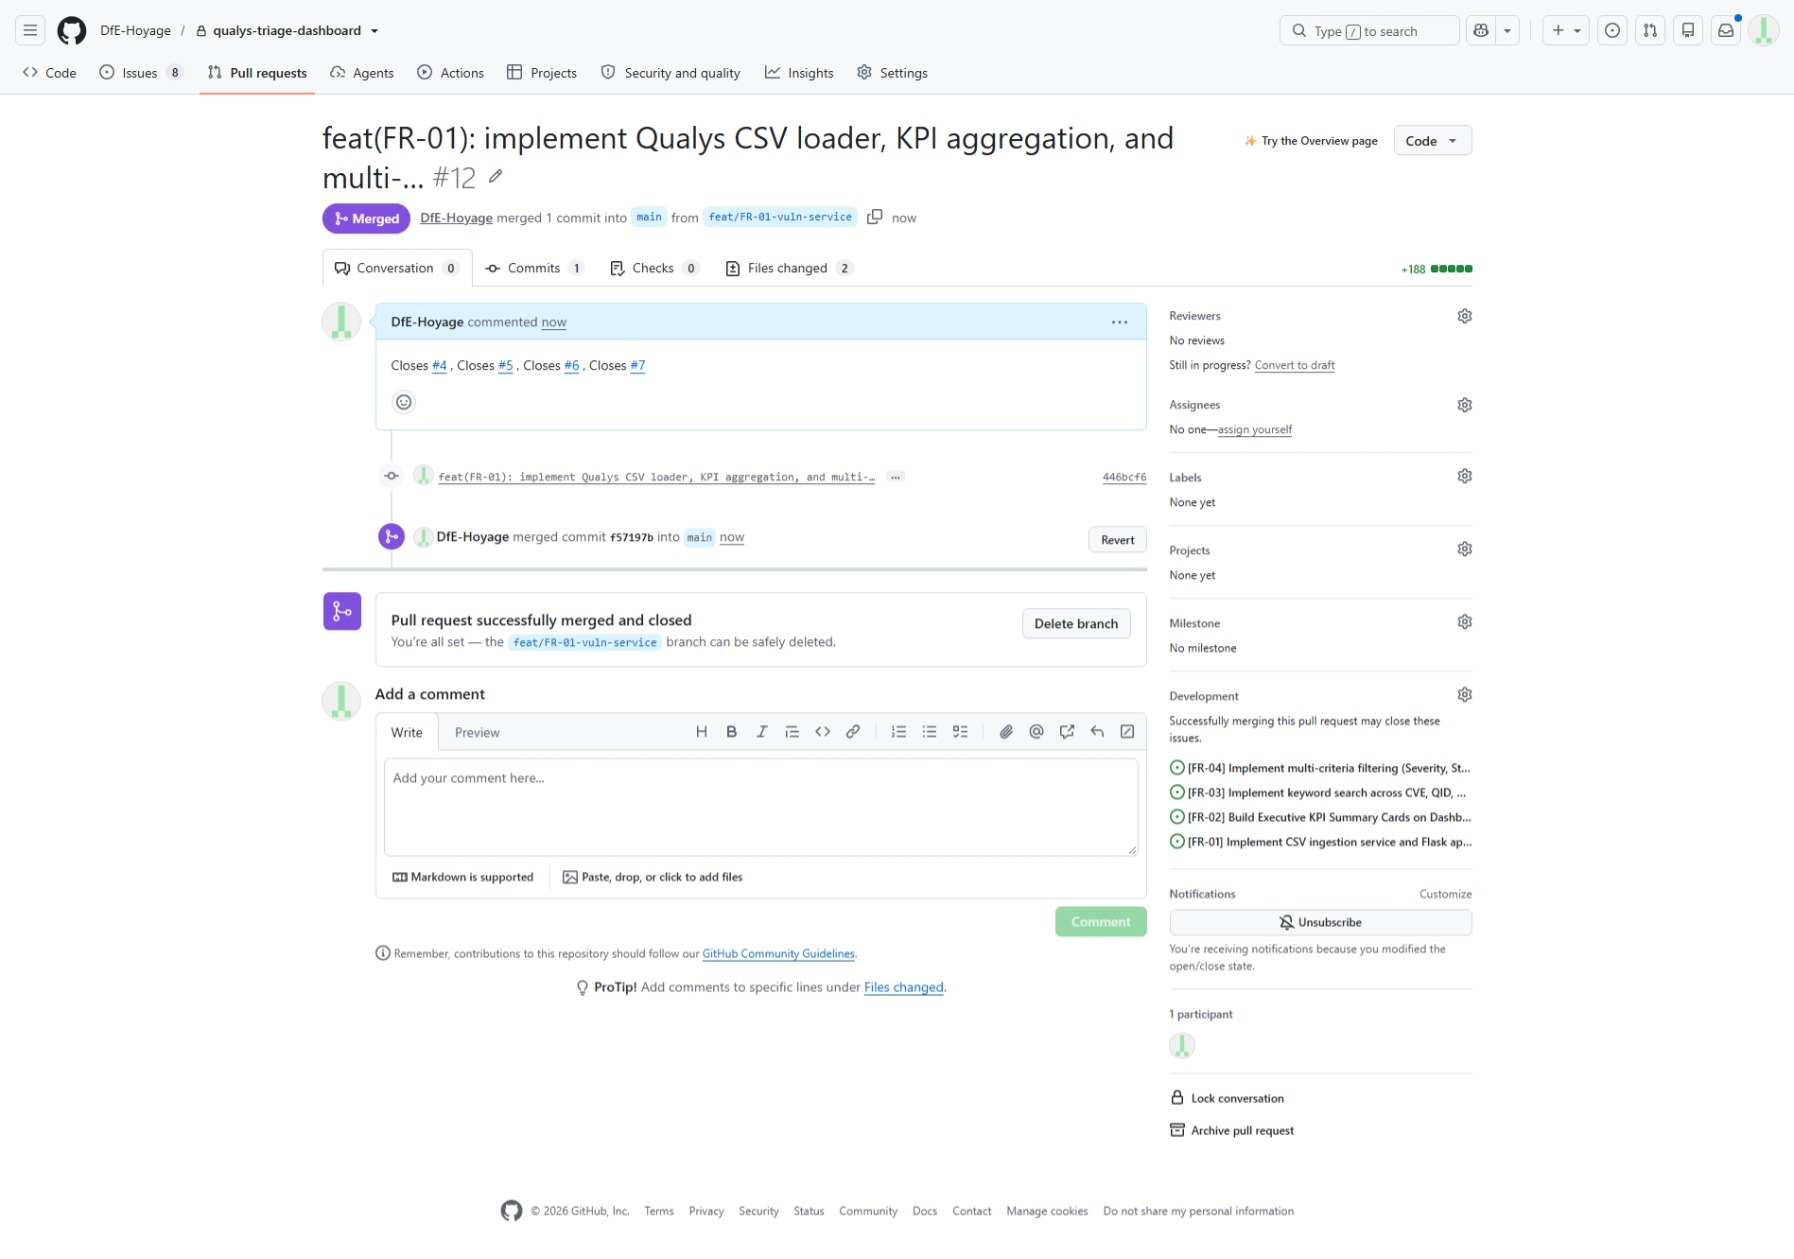 DfE-Hoyage / qualys-triage-dashboard
Type / to search
Code
Issues 8
Pull requests
Agents
Actions
Projects
Security and quality
Insights
Settings
feat(FR-01): implement Qualys CSV loader, KPI aggregation, and
multi-... #12
Try the Overview page
Code
Merged
DfE-Hoyage merged 1 commit into main from feat/FR-01-vuln-service now
Conversation 0
Commits 1
Checks 0
Files changed 2
+188
DfE-Hoyage commented now
Closes #4 , Closes #5 , Closes #6 , Closes #7
feat(FR-01): implement Qualys CSV loader, KPI aggregation, and multi-… …
446bcf6
DfE-Hoyage merged commit f57197b into main now
Revert
Pull request successfully merged and closed
You're all set — the feat/FR-01-vuln-service branch can be safely deleted.
Delete branch
Add a comment
Write
Preview
Add your comment here...
Markdown is supported
Paste, drop, or click to add files
Comment
Remember, contributions to this repository should follow our GitHub Community Guidelines.
ProTip! Add comments to specific lines under Files changed.
Reviewers
No reviews
Still in progress? Convert to draft
Assignees
No one—assign yourself
Labels
None yet
Projects
None yet
Milestone
No milestone
Development
Successfully merging this pull request may close these
issues.
[FR-04] Implement multi-criteria filtering (Severity, St...
[FR-03] Implement keyword search across CVE, QID, ...
[FR-02] Build Executive KPI Summary Cards on Dashb...
[FR-01] Implement CSV ingestion service and Flask ap...
Notifications
Customize
Unsubscribe
You're receiving notifications because you modified the
open/close state.
1 participant
Lock conversation
Archive pull request
© 2026 GitHub, Inc.
Terms
Privacy
Security
Status
Community
Docs
Contact
Manage cookies
Do not share my personal information